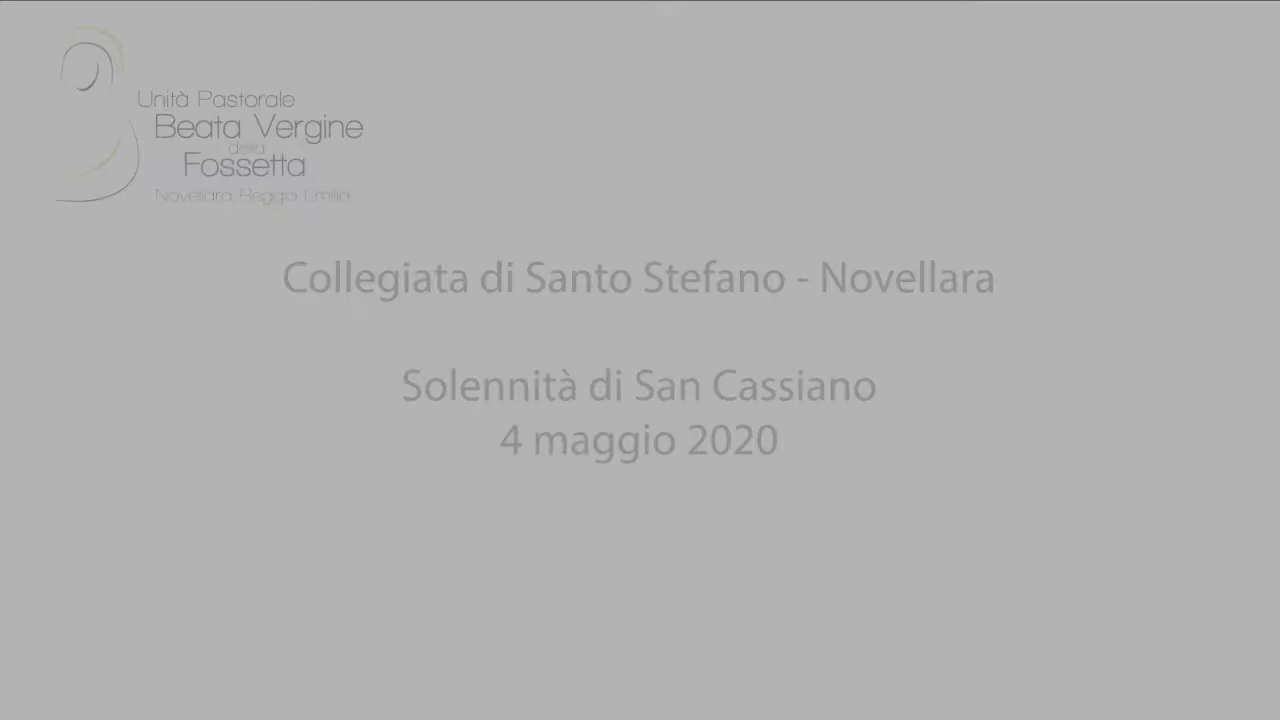 Unità Pastorale
Beata Vergine
della
Fossetta
Novellara Reggio Emilia
Collegiata di Santo Stefano - Novellara
Solennità di San Cassiano
4 maggio 2020